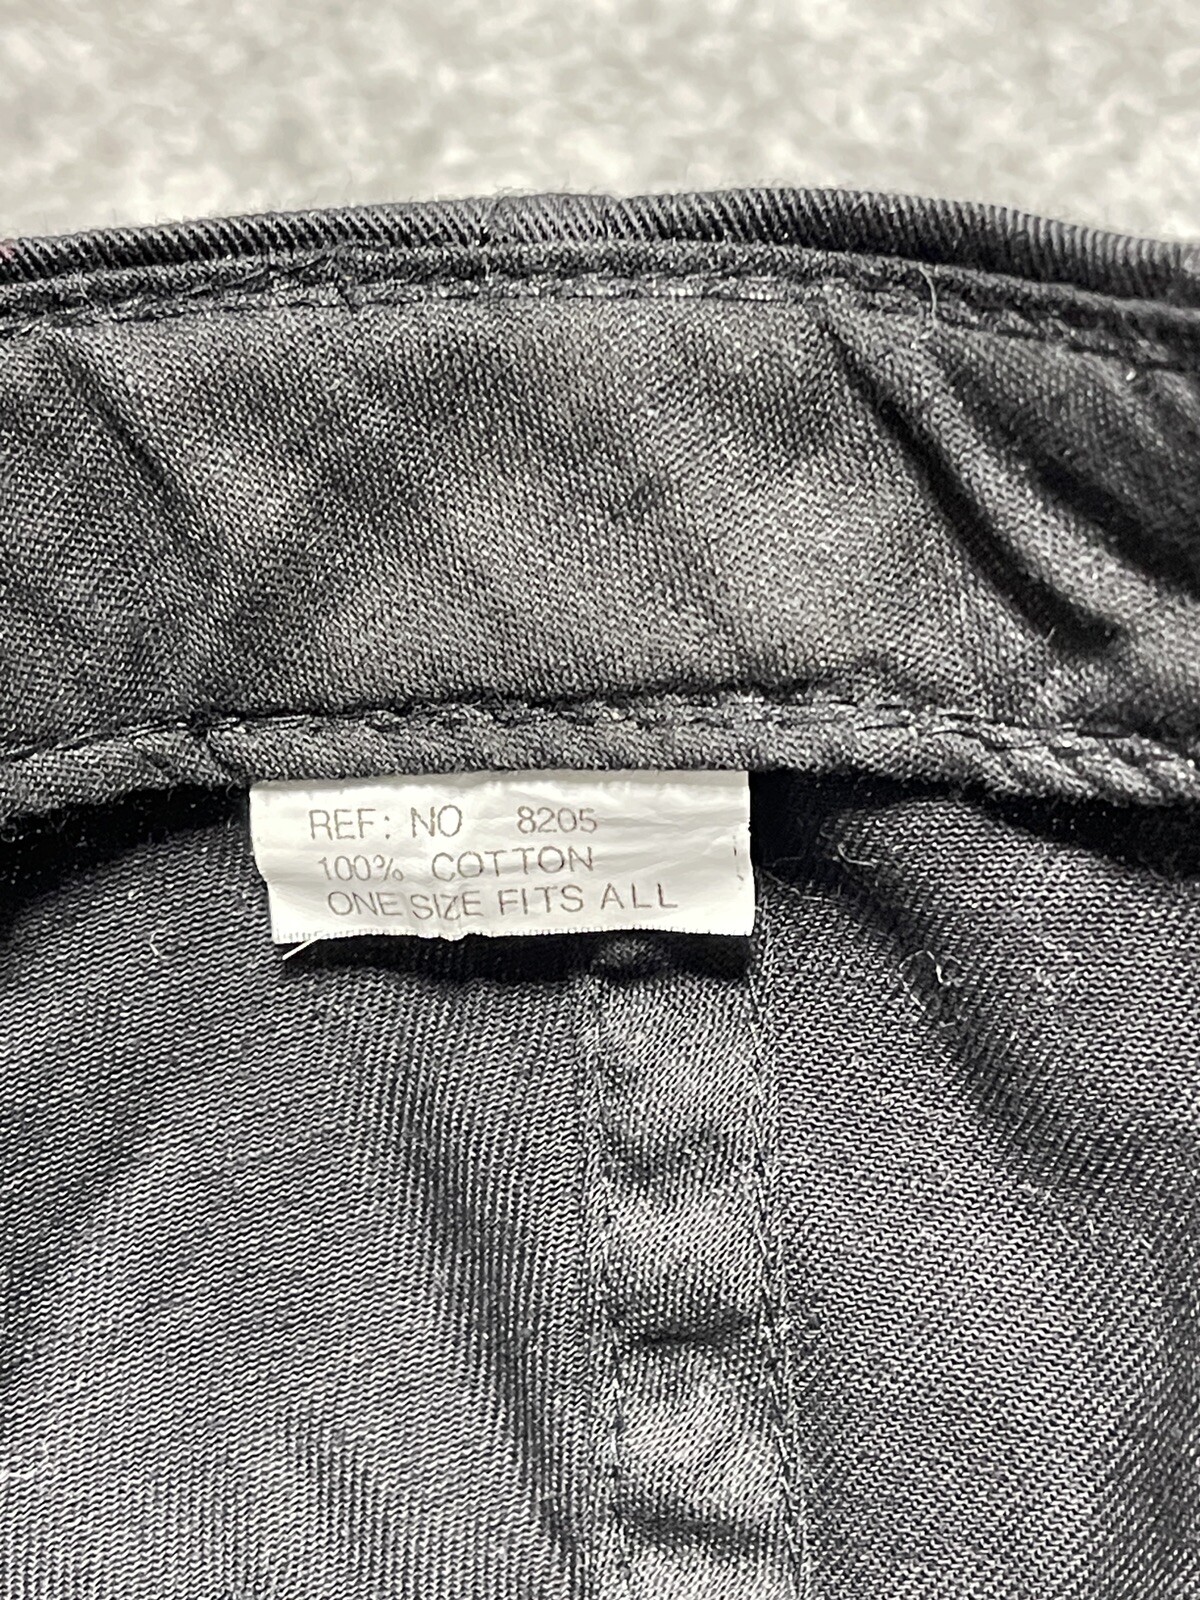 REF: NO 8205
100% COTTON
ONE SIZE FITS ALL